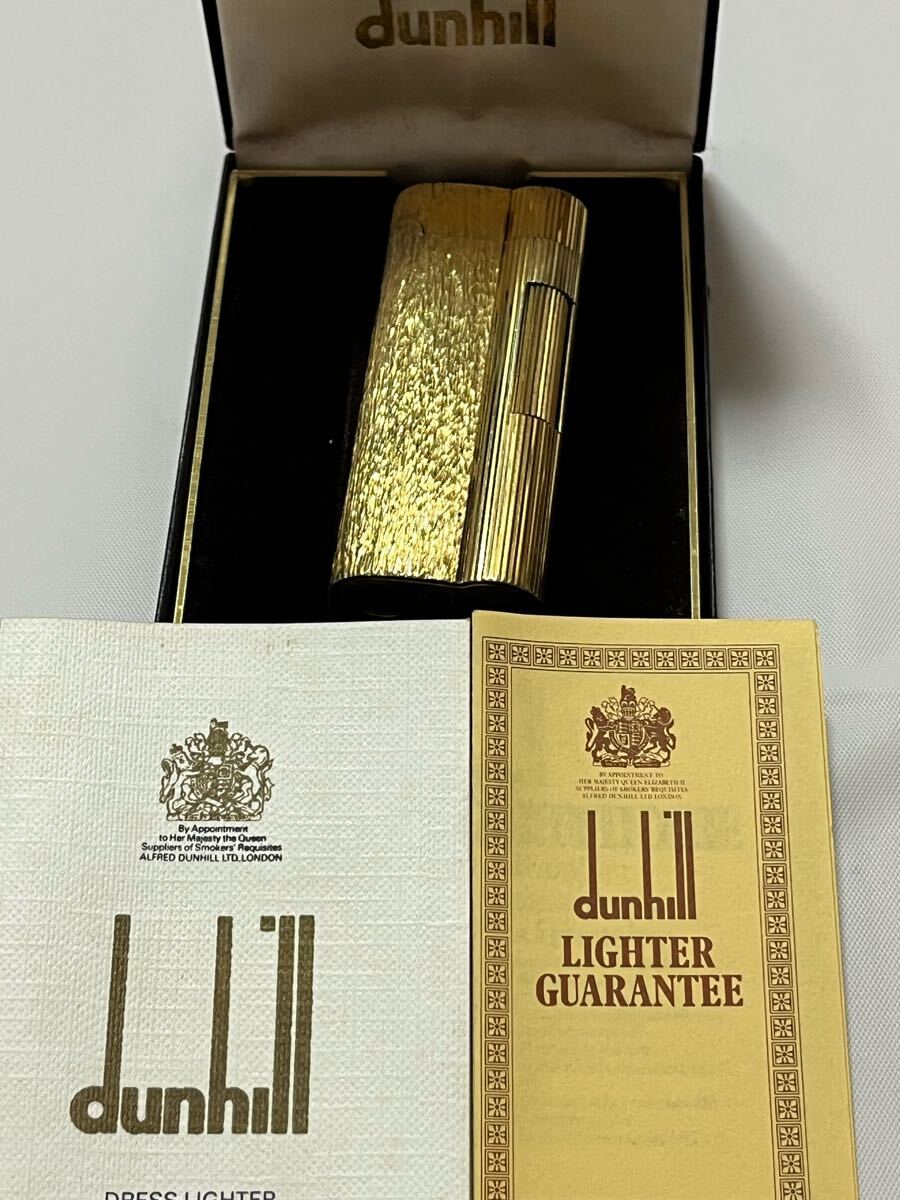 dunhill
By Appointment
to Her Majesty the Queen
Suppliers of Smokers' Requisites
ALFRED DUNHILL LTD. LONDON
dunhill
DRESS LIGHTER
BY APPOINTMENT TO
HER MAJESTY QUEEN ELIZABETH II
SUPPLIERS OF SMOKERS' REQUISITES
ALFRED DUNHILL LTD LONDON
dunhill
LIGHTER
GUARANTEE